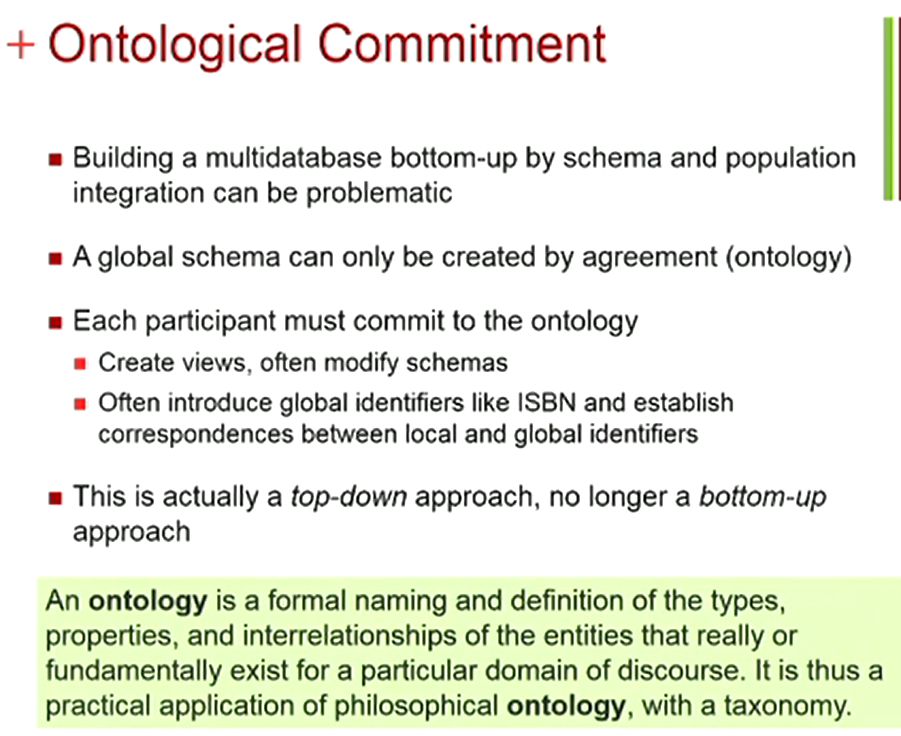 + Ontological Commitment
■ Building a multidatabase bottom-up by schema and population
integration can be problematic
■ A global schema can only be created by agreement (ontology)
■ Each participant must commit to the ontology
■ Create views, often modify schemas
■ Often introduce global identifiers like ISBN and establish
correspondences between local and global identifiers
■ This is actually a top-down approach, no longer a bottom-up
approach
An ontology is a formal naming and definition of the types,
properties, and interrelationships of the entities that really or
fundamentally exist for a particular domain of discourse. It is thus a
practical application of philosophical ontology, with a taxonomy.